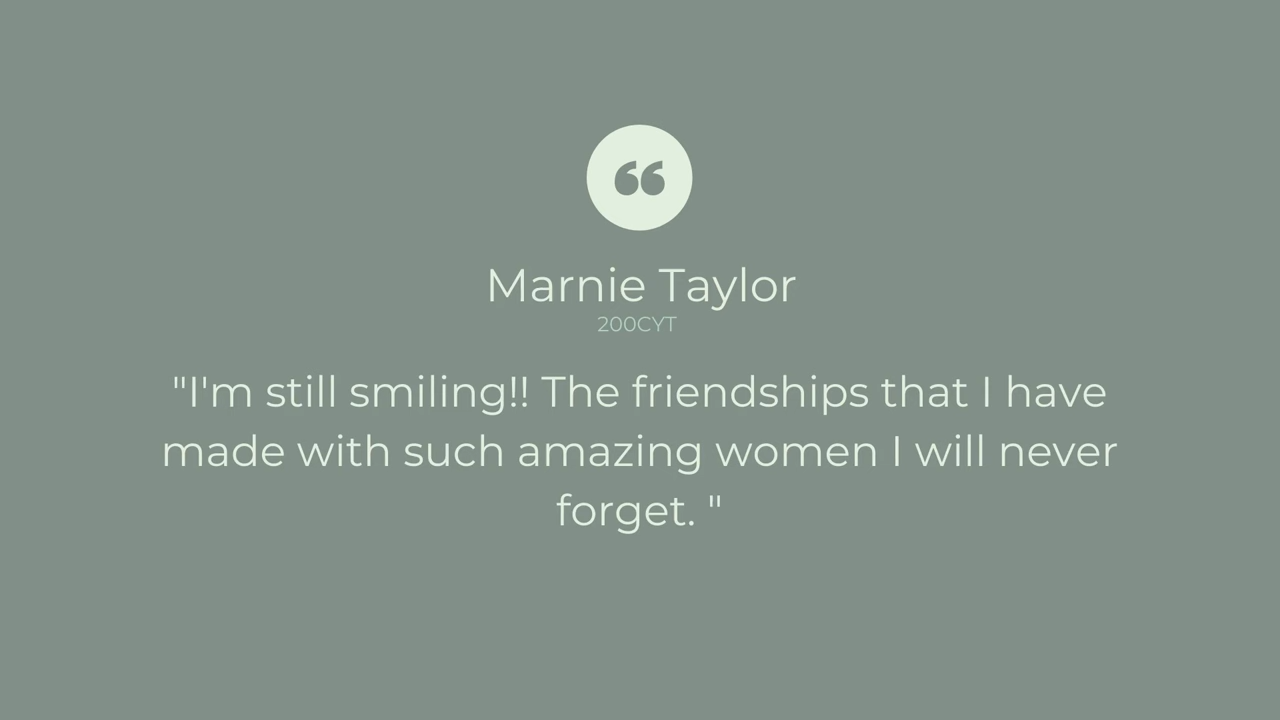 ❝
Marnie Taylor
200CYT
"I'm still smiling!! The friendships that I have
made with such amazing women I will never
forget. "